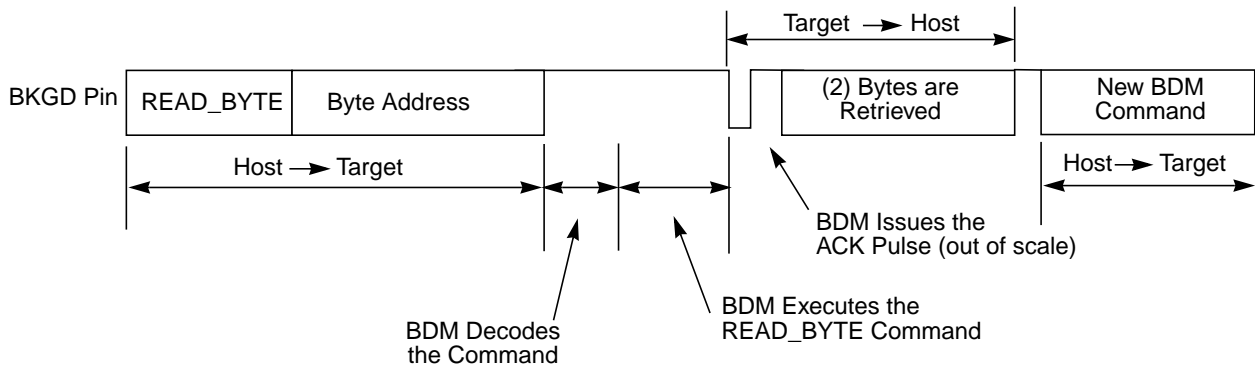 Target → Host
BKGD Pin
READ_BYTE
Byte Address
(2) Bytes are
Retrieved
New BDM
Command
Host → Target
Host → Target
BDM Issues the
ACK Pulse (out of scale)
BDM Executes the
READ_BYTE Command
BDM Decodes
the Command